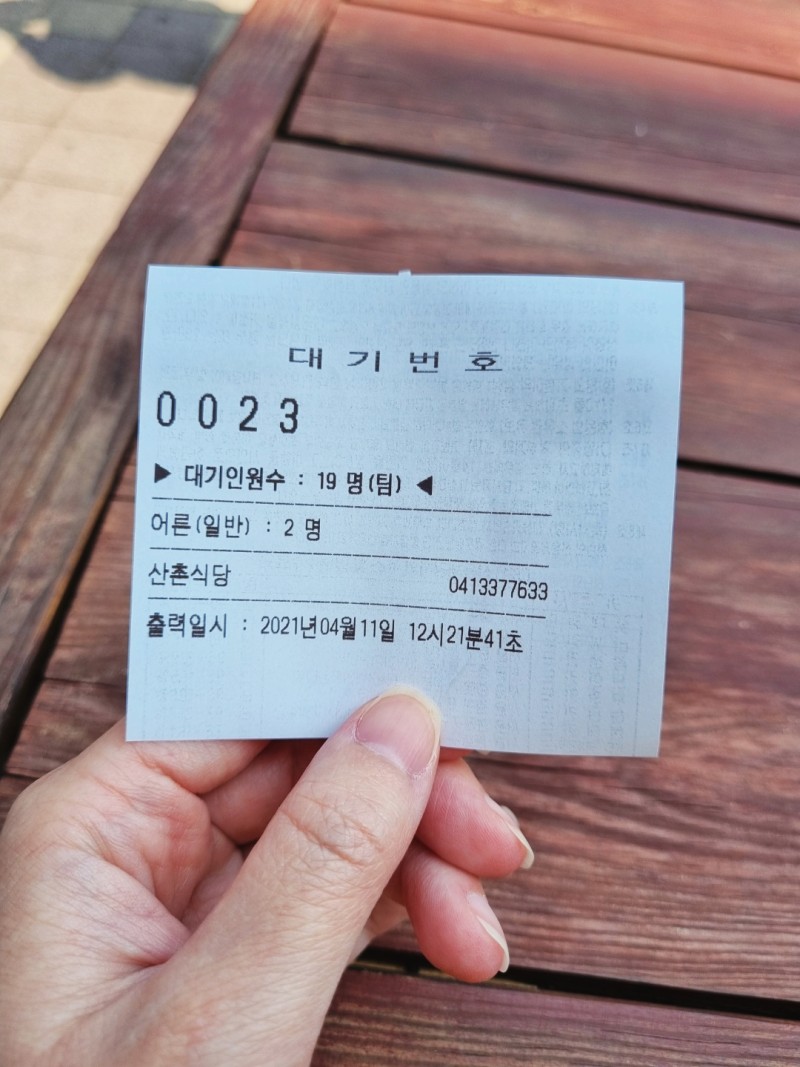 대기번호
0023
▶ 대기인원수 : 19 명(팀) ◀
어른(일반) : 2 명
산촌식당 0413377633
출력일시 : 2021년04월11일 12시21분41초